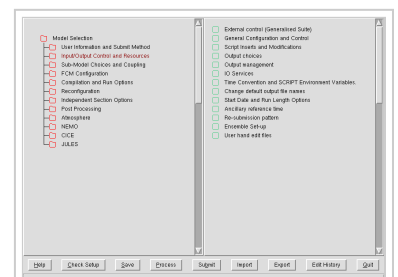 Model Selection
User Information and Submit Method
Input/Output Control and Resources
Sub-Model Choices and Coupling
FCM Configuration
Compilation and Run Options
Reconfiguration
Independent Section Options
Post Processing
Atmosphere
NEMO
CICE
JULES
External control (Generalised Suite)
General Configuration and Control
Script Inserts and Modifications
Output choices
Output management
IO Services
Time Convention and SCRIPT Environment Variables.
Change default output file names
Start Date and Run Length Options
Ancillary reference time
Re-submission pattern
Ensemble Set-up
User hand edit files
Help Check Setup Save Process Submit Import Export Edit History Quit